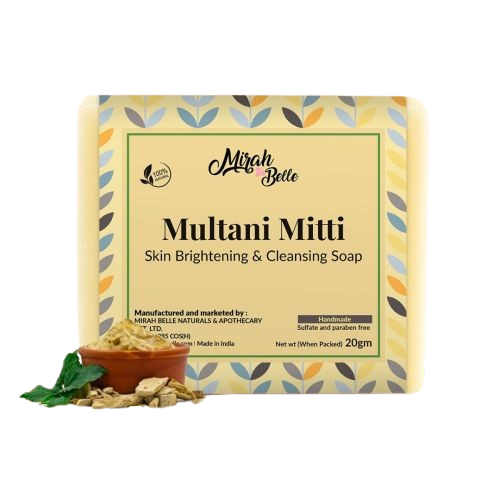 Mirah
Belle
100%
NATURAL
Multani Mitti
Skin Brightening & Cleansing Soap
Manufactured and marketed by :
MIRAH BELLE NATURALS & APOTHECARY
LTD.
COS(H)
Made in India
Handmade
Sulfate and paraben free
Net wt (When Packed) 20gm